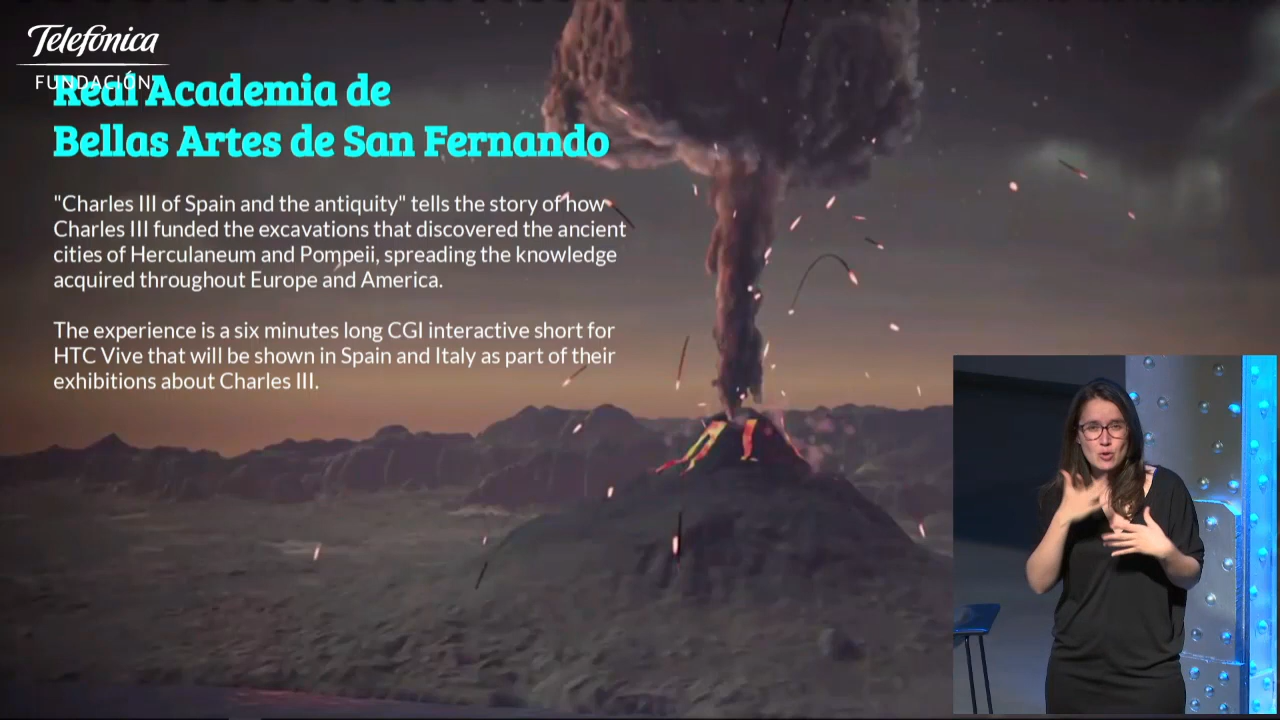 Telefónica
FUNDACIÓN
Real Academia de
Bellas Artes de San Fernando
"Charles III of Spain and the antiquity" tells the story of how
Charles III funded the excavations that discovered the ancient
cities of Herculaneum and Pompeii, spreading the knowledge
acquired throughout Europe and America.
The experience is a six minutes long CGI interactive short for
HTC Vive that will be shown in Spain and Italy as part of their
exhibitions about Charles III.